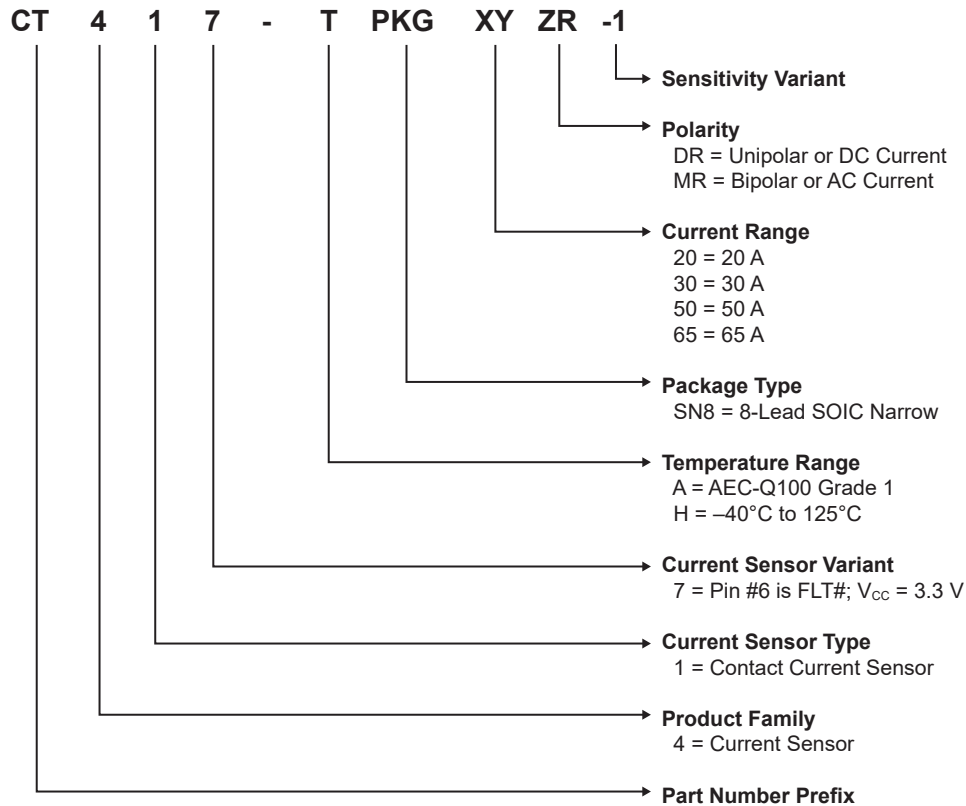 CT 4 1 7 - T PKG XY ZR -1
Sensitivity Variant
Polarity
DR = Unipolar or DC Current
MR = Bipolar or AC Current
Current Range
20 = 20 A
30 = 30 A
50 = 50 A
65 = 65 A
Package Type
SN8 = 8-Lead SOIC Narrow
Temperature Range
A = AEC-Q100 Grade 1
H = –40°C to 125°C
Current Sensor Variant
7 = Pin #6 is FLT#; VCC = 3.3 V
Current Sensor Type
1 = Contact Current Sensor
Product Family
4 = Current Sensor
Part Number Prefix